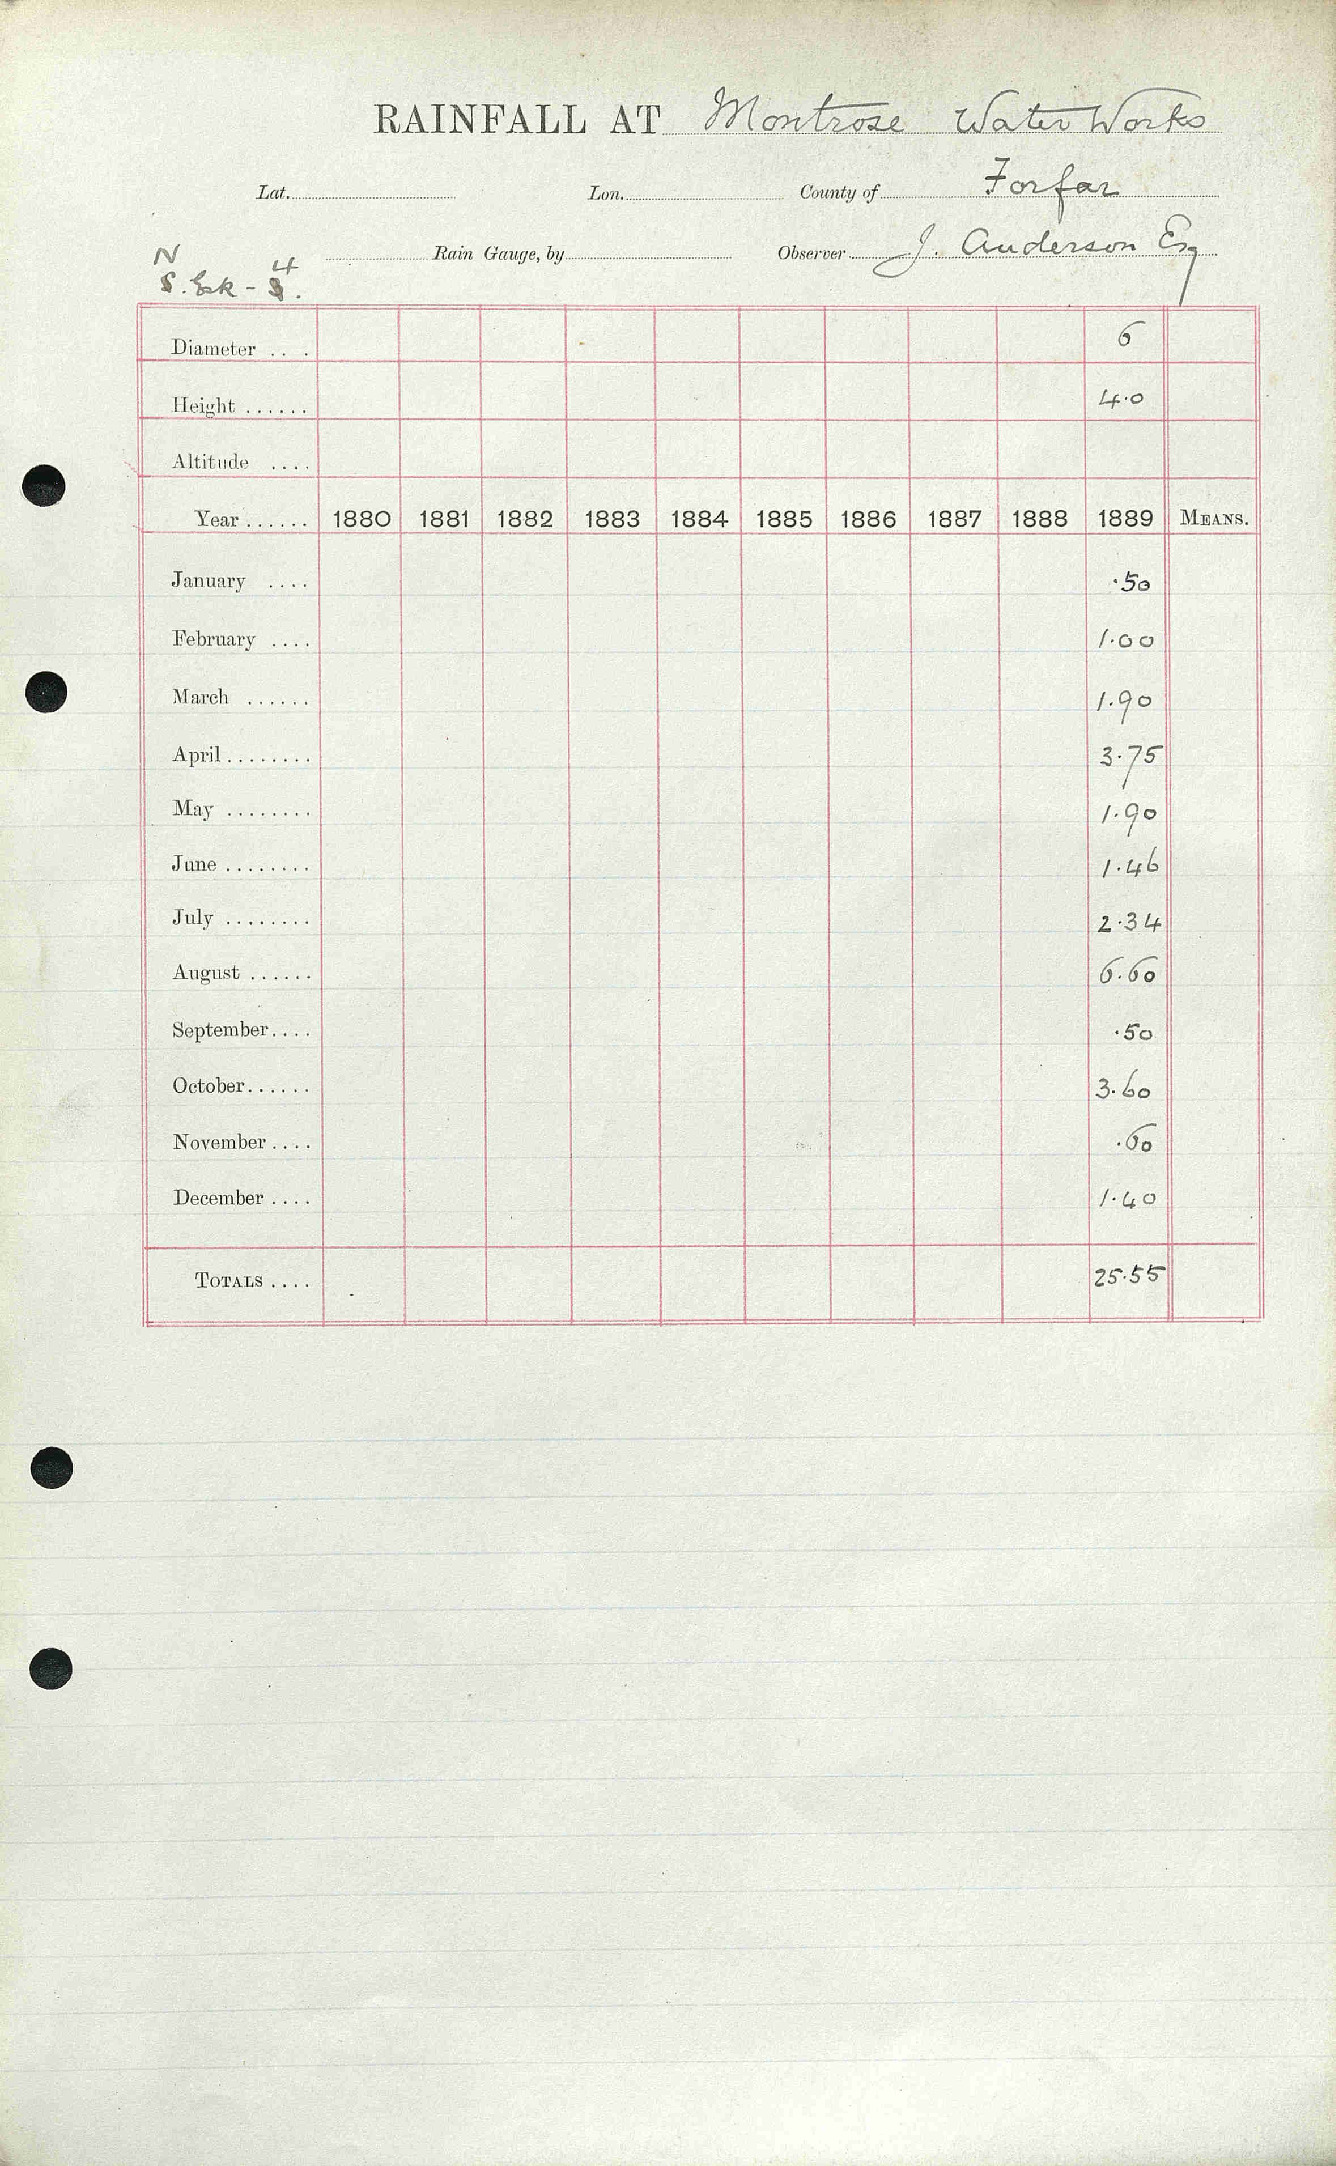 RAINFALL AT Montrose Water Works
Lat. Lon. County of Forfar
N 4
S. Esk - S. Rain Gauge, by Observer J. Anderson Esq
Diameter ... 6
Height ...... 4.0
Altitude ....
Year ...... 1880 1881 1882 1883 1884 1885 1886 1887 1888 1889 MEANS.
January .... .50
February .... 1.00
March ...... 1.90
April ........ 3.75
May ........ 1.90
June ........ 1.46
July ........ 2.34
August ...... 6.60
September.... .50
October...... 3.60
November .... .60
December .... 1.40
TOTALS .... 25.55